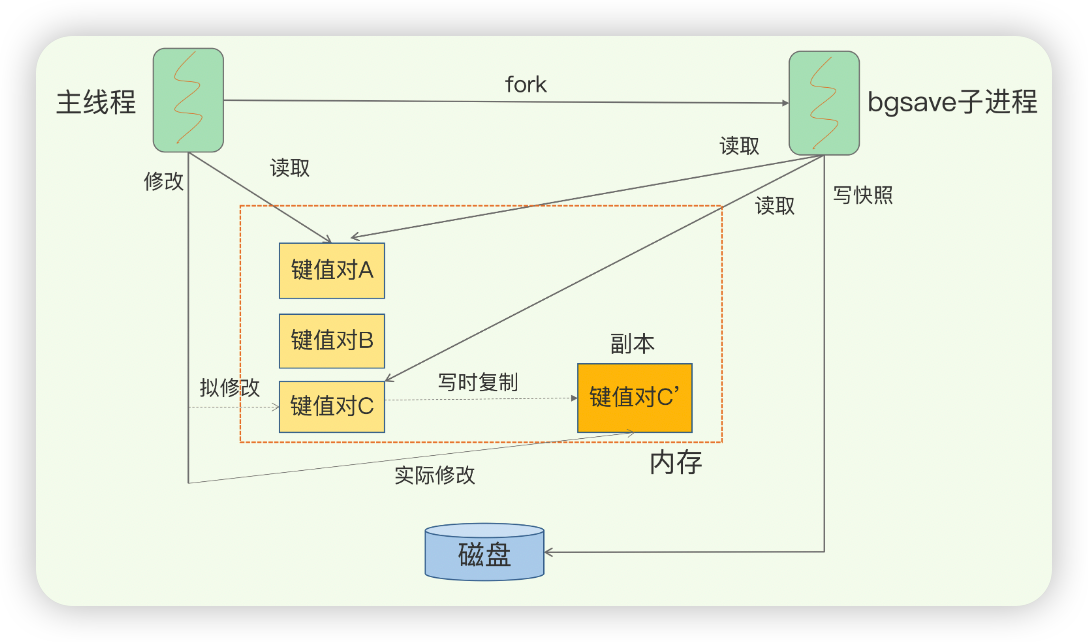 主线程
fork
bgsave子进程
修改
读取
读取
读取
写快照
键值对A
键值对B
副本
拟修改
键值对C
写时复制
键值对C’
实际修改
内存
磁盘